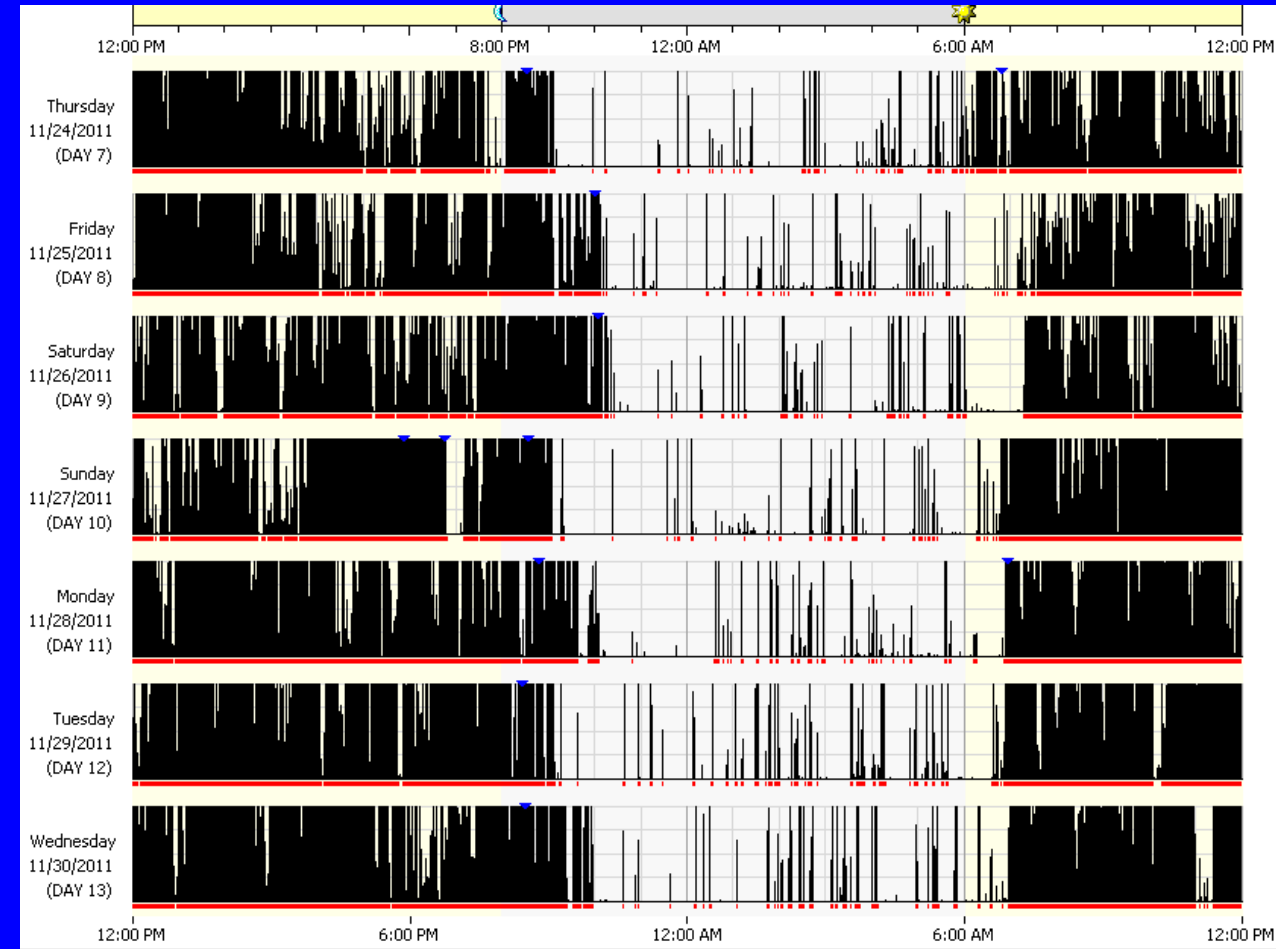 12:00 PM 8:00 PM 12:00 AM 6:00 AM 12:00 PM
Thursday
11/24/2011
(DAY 7)
Friday
11/25/2011
(DAY 8)
Saturday
11/26/2011
(DAY 9)
Sunday
11/27/2011
(DAY 10)
Monday
11/28/2011
(DAY 11)
Tuesday
11/29/2011
(DAY 12)
Wednesday
11/30/2011
(DAY 13)
12:00 PM 6:00 PM 12:00 AM 6:00 AM 12:00 PM